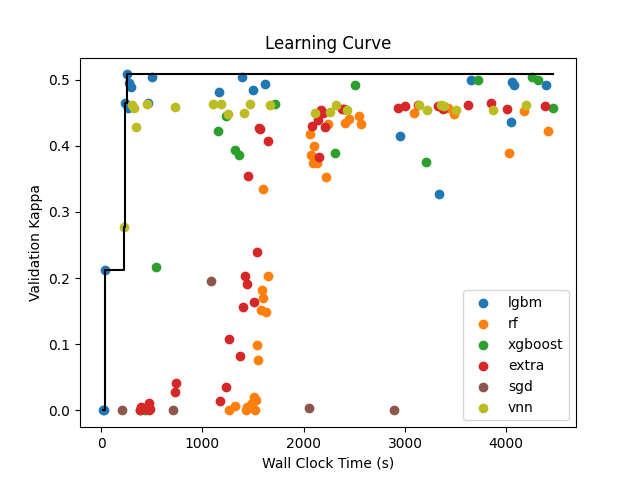 Learning Curve
0.5
0.4
0.3
0.2
0.1
0.0
Validation Kappa
0 1000 2000 3000 4000
Wall Clock Time (s)
lgbm
rf
xgboost
extra
sgd
vnn